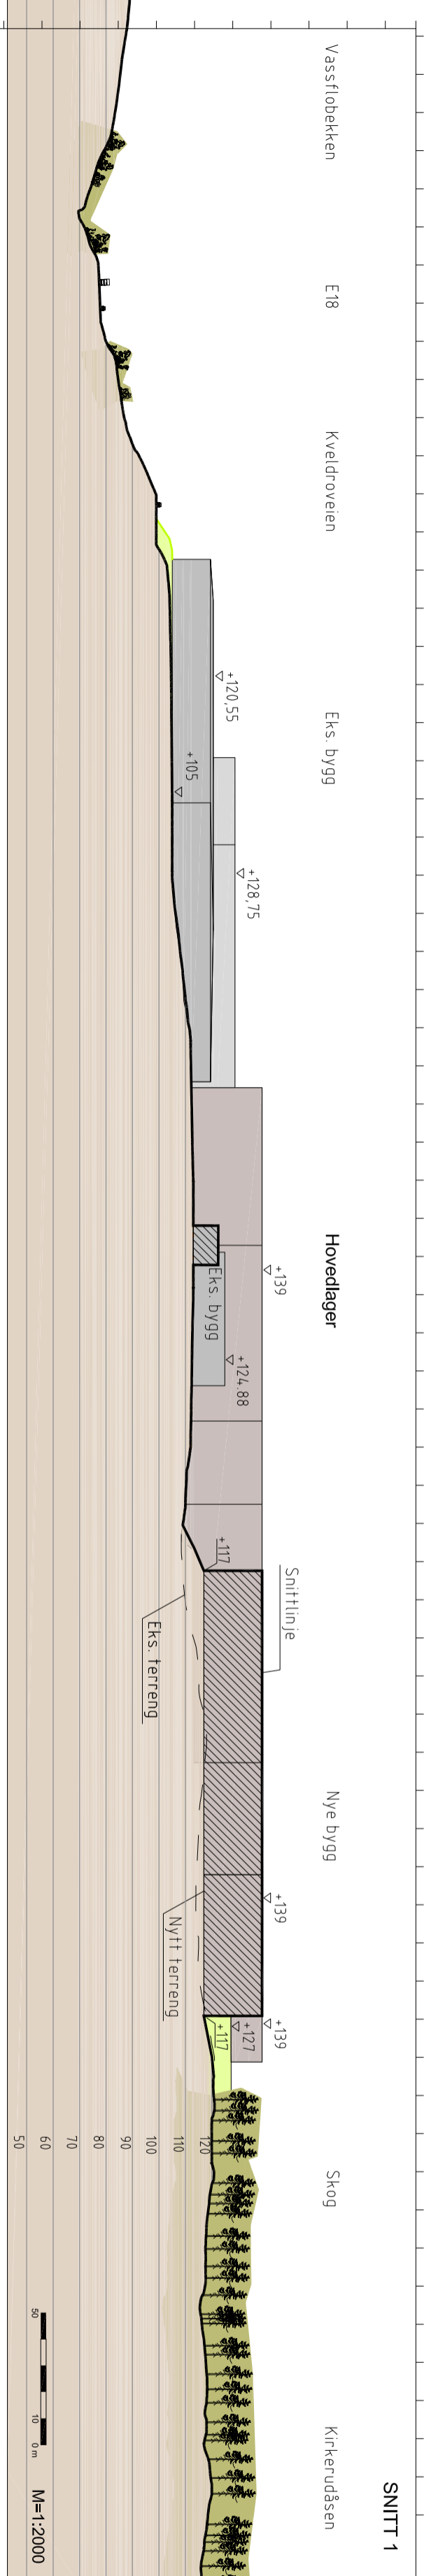 SNITT 1
Vassflobekken
E18
Kveldroveien
Eks. bygg
Hovedlager
Nye bygg
Skog
Kirkerudåsen
+120,55
+105
+128,75
+139
Eks. bygg
+124.88
+117
Snittlinje
Eks. terreng
+139
Nytt terreng
+139
+127
+117
120
110
100
90
80
70
60
50
50
10
0 m
M=1:2000